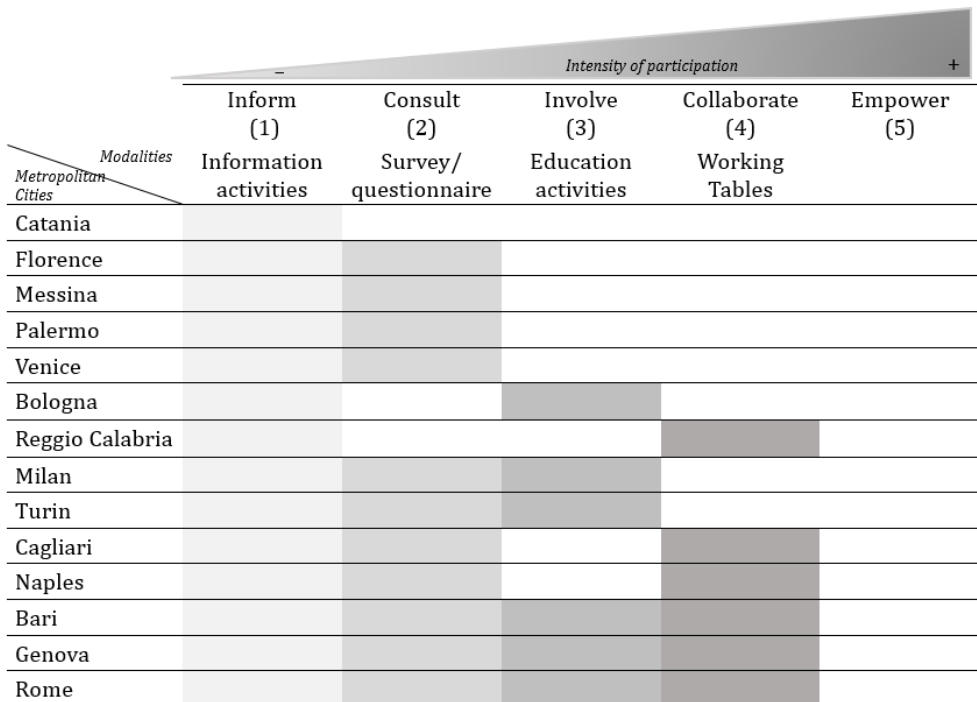 – Intensity of participation +
Inform Consult Involve Collaborate Empower
(1) (2) (3) (4) (5)
Modalities
Metropolitan
Cities
Information Survey/ Education Working
activities questionnaire activities Tables
Catania
Florence
Messina
Palermo
Venice
Bologna
Reggio Calabria
Milan
Turin
Cagliari
Naples
Bari
Genova
Rome